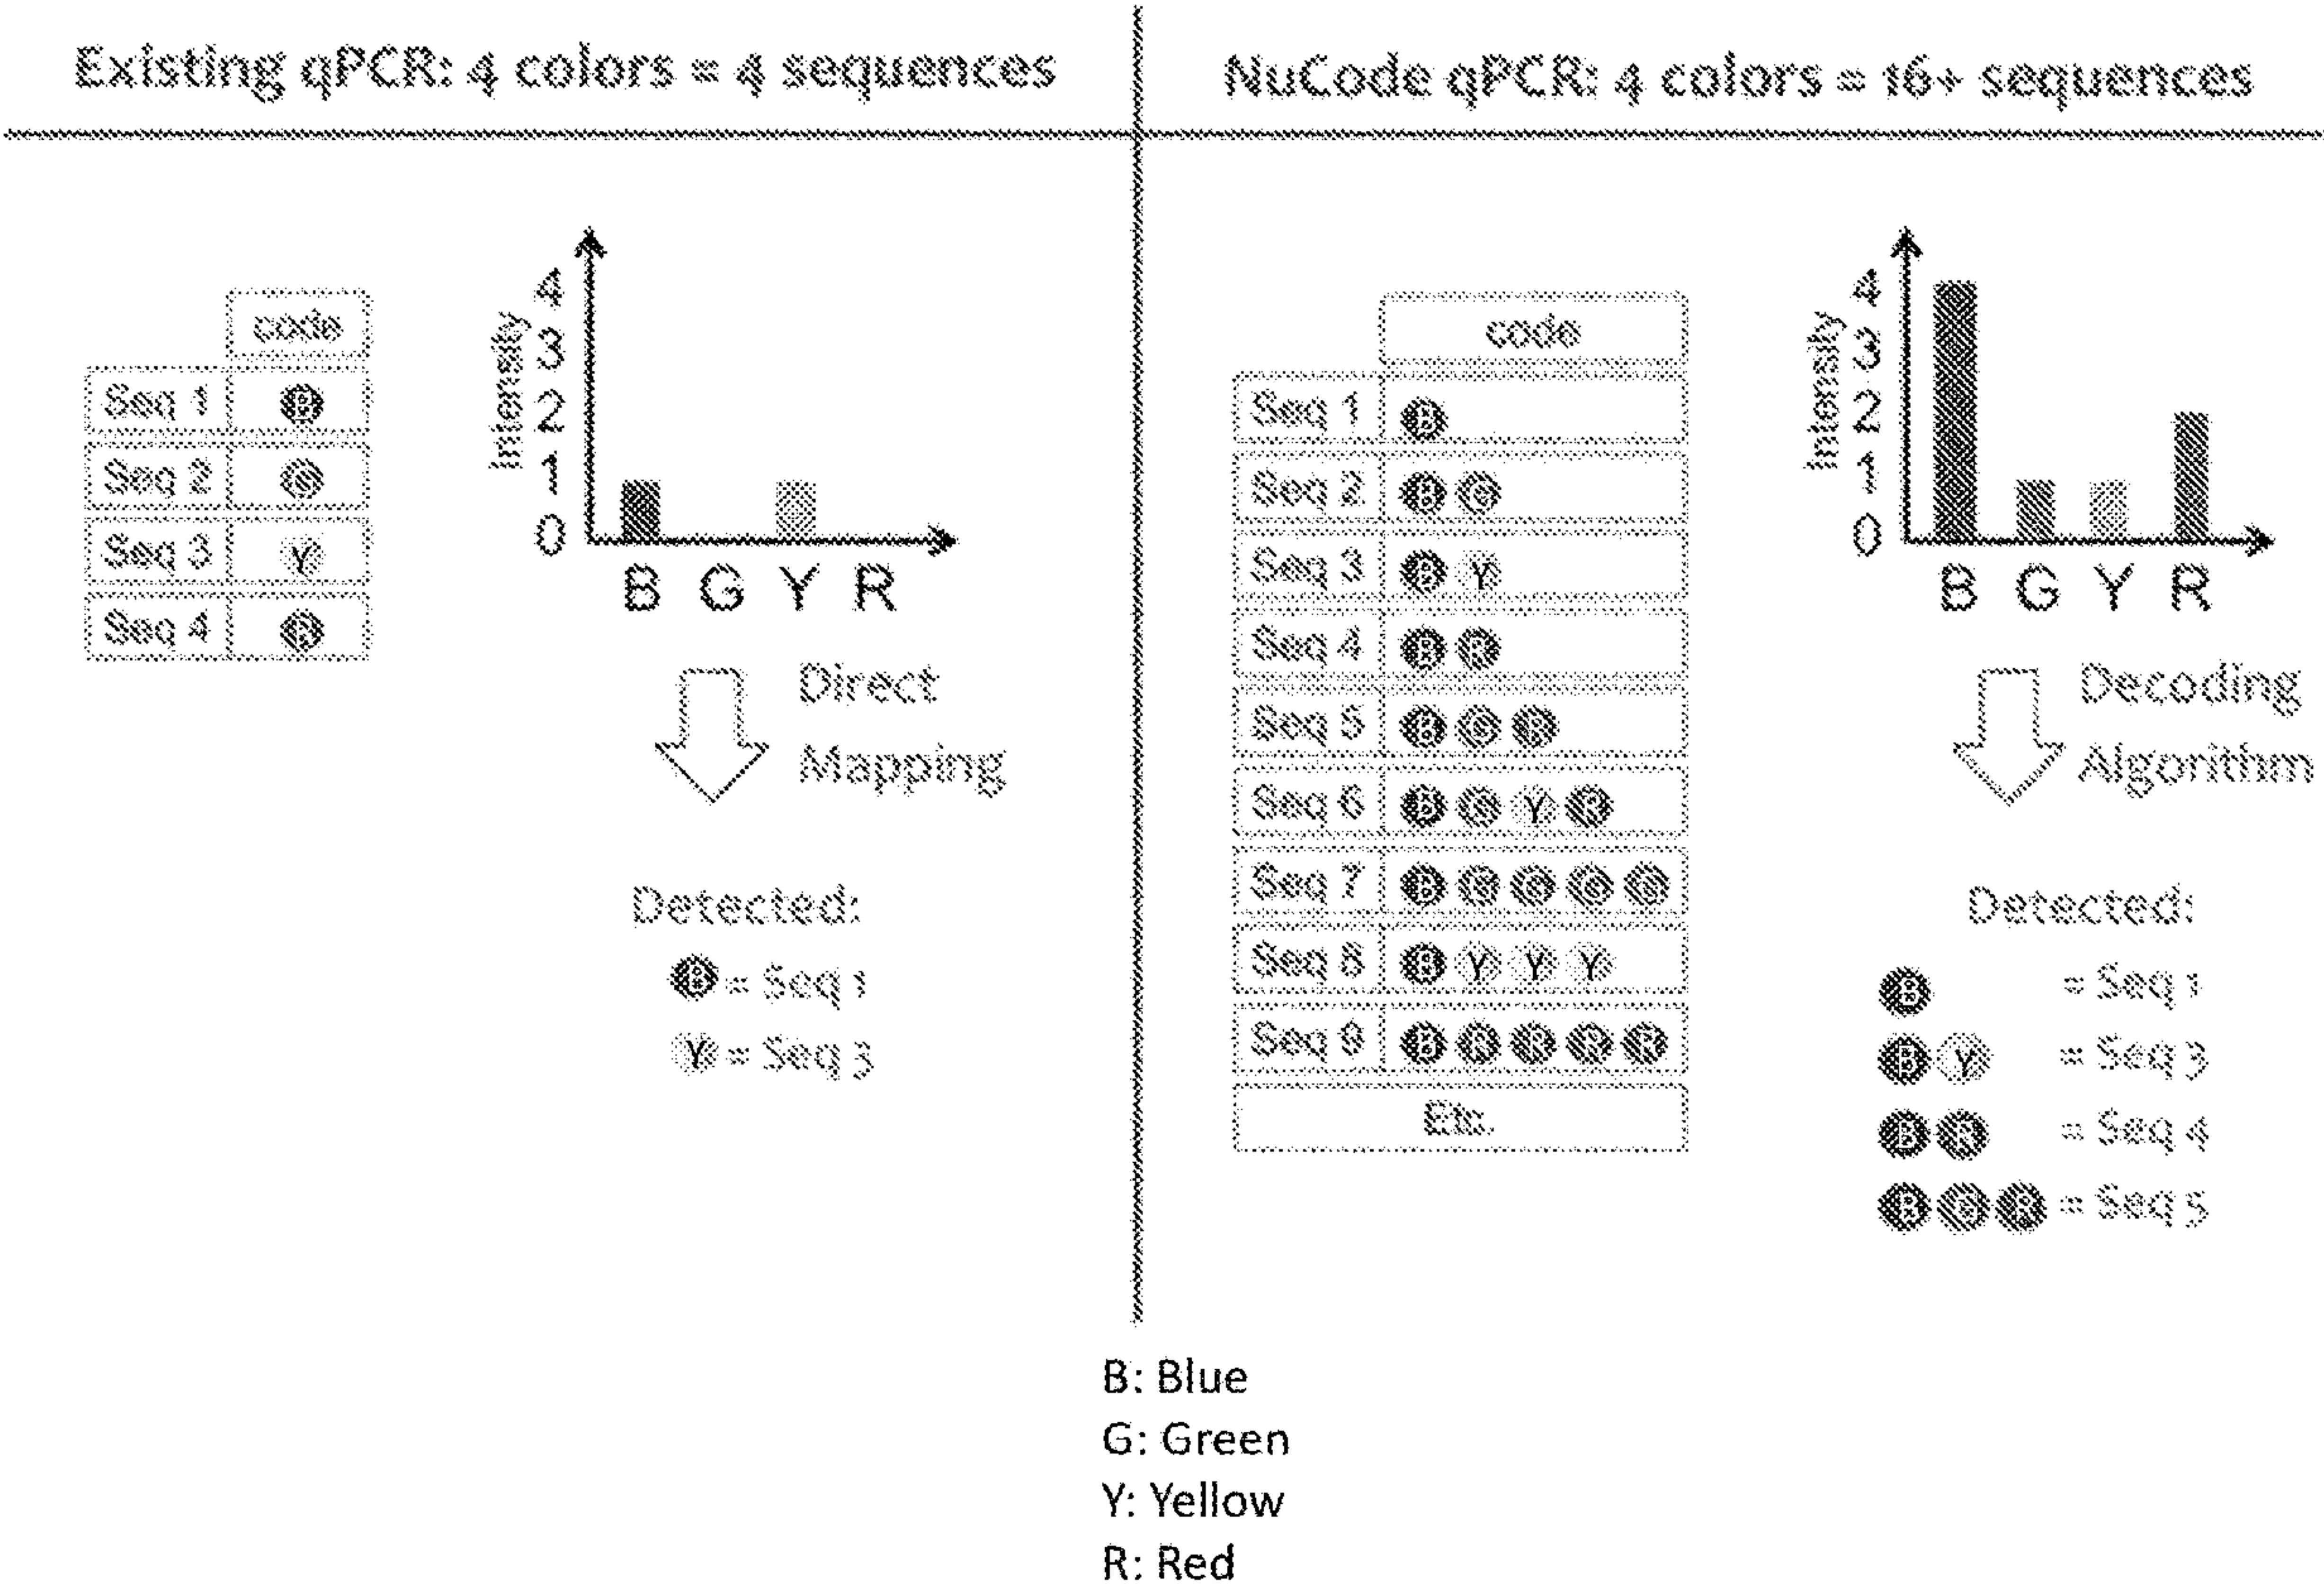 Existing qPCR: 4 colors = 4 sequences
code
Seq 1 B
Seq 2 G
Seq 3 Y
Seq 4 R
Intensity
4
3
2
1
0
B G Y R
Direct
Mapping
Detected:
B = Seq 1
Y = Seq 3
NuCode qPCR: 4 colors = 16+ sequences
code
Seq 1 B
Seq 2 B G
Seq 3 B Y
Seq 4 B R
Seq 5 B G R
Seq 6 B G Y R
Seq 7 B G G G G
Seq 8 B Y Y Y
Seq 9 B R R R R
Etc.
Intensity
4
3
2
1
0
B G Y R
Decoding
Algorithm
Detected:
B = Seq 1
B Y = Seq 3
B R = Seq 4
B G R = Seq 5
B: Blue
G: Green
Y: Yellow
R: Red